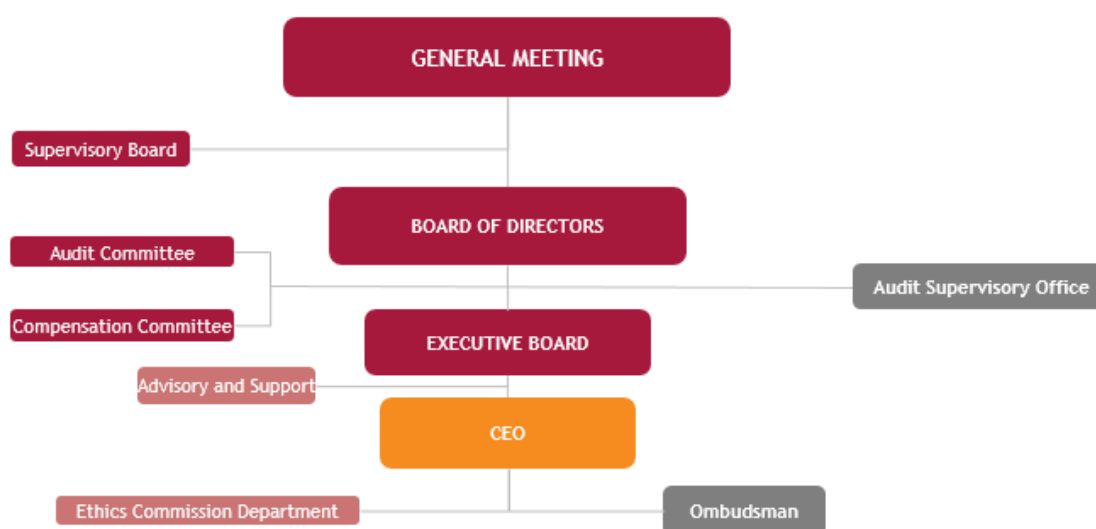 GENERAL MEETING
Supervisory Board
BOARD OF DIRECTORS
Audit Committee
Audit Supervisory Office
Compensation Committee
EXECUTIVE BOARD
Advisory and Support
CEO
Ethics Commission Department
Ombudsman